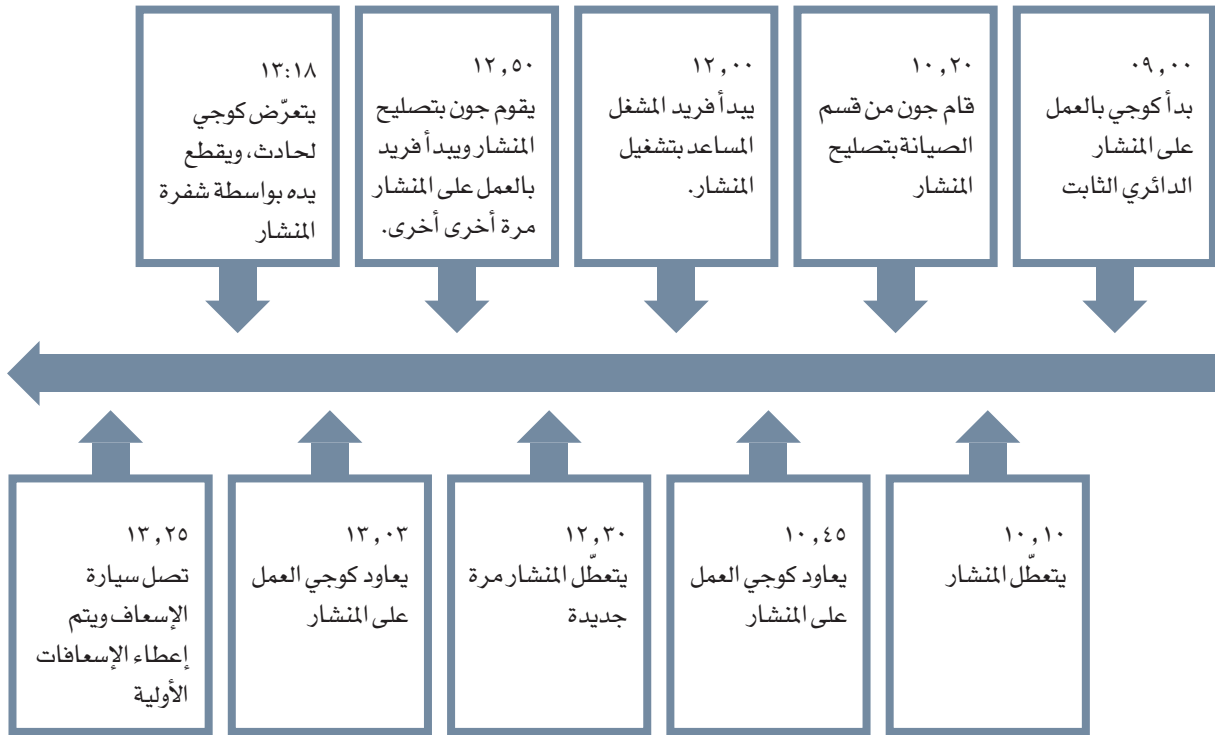 ٠٩,٠٠
بدأ كوجي بالعمل
على المنشار
الدائري الثابت
١٠,٢٠
قام جون من قسم
الصيانة بتصليح
المنشار
١٢,٠٠
يبدأ فريد المشغل
المساعد بتشغيل
المنشار.
١٢,٥٠
يقوم جون بتصليح
المنشار ويبدأ فريد
بالعمل على المنشار
مرة أخرى أخرى.
١٣:١٨
يتعرّض كوجي
لحادث، ويقطع
يده بواسطة شفرة
المنشار
١٠,١٠
يتعطّل المنشار
١٠,٤٥
يعاود كوجي العمل
على المنشار
١٢,٣٠
يتعطّل المنشار مرة
جديدة
١٣,٠٣
يعاود كوجي العمل
على المنشار
١٣,٢٥
تصل سيارة
الإسعاف ويتم
إعطاء الإسعافات
الأولية